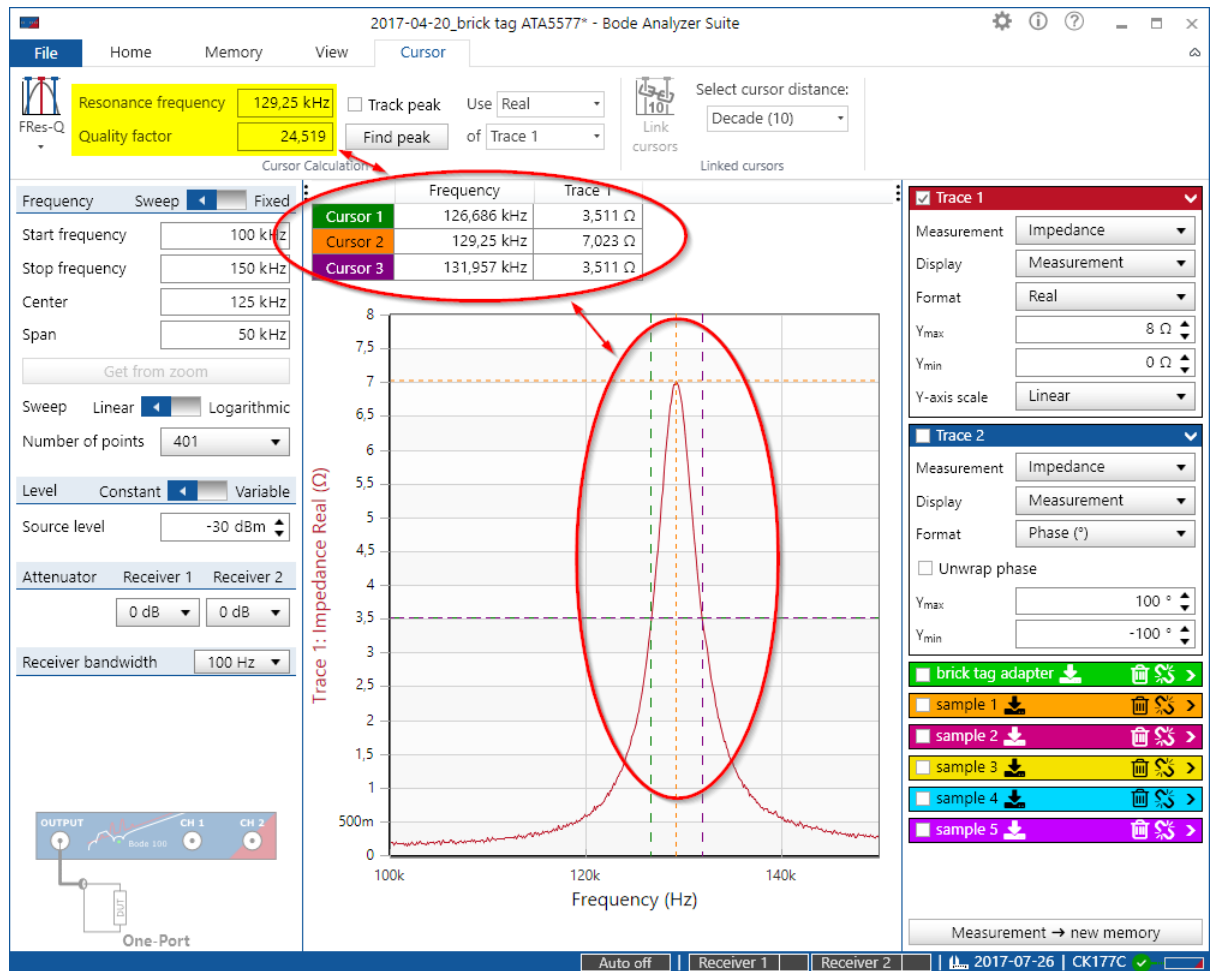 2017-04-20_brick tag ATA5577* - Bode Analyzer Suite
File Home Memory View Cursor
FRes-Q
Resonance frequency 129,25 kHz
Quality factor 24,519
Track peak Use Real
Find peak of Trace 1
Cursor Calculation
Link cursors
Select cursor distance:
Decade (10)
Linked cursors
Frequency Sweep Fixed
Start frequency 100 kHz
Stop frequency 150 kHz
Center 125 kHz
Span 50 kHz
Get from zoom
Sweep Linear Logarithmic
Number of points 401
Level Constant Variable
Source level -30 dBm
Attenuator Receiver 1 Receiver 2
0 dB 0 dB
Receiver bandwidth 100 Hz
OUTPUT CH 1 CH 2
Bode 100
DUT
One-Port
Frequency Trace 1
Cursor 1 126,686 kHz 3,511 Ω
Cursor 2 129,25 kHz 7,023 Ω
Cursor 3 131,957 kHz 3,511 Ω
Trace 1: Impedance Real (Ω)
8
7,5
7
6,5
6
5,5
5
4,5
4
3,5
3
2,5
2
1,5
1
500m
0
100k 120k 140k
Frequency (Hz)
Trace 1
Measurement Impedance
Display Measurement
Format Real
Ymax 8 Ω
Ymin 0 Ω
Y-axis scale Linear
Trace 2
Measurement Impedance
Display Measurement
Format Phase (°)
Unwrap phase
Ymax 100 °
Ymin -100 °
brick tag adapter
sample 1
sample 2
sample 3
sample 4
sample 5
Measurement → new memory
Auto off | Receiver 1 Receiver 2 | 2017-07-26 | CK177C